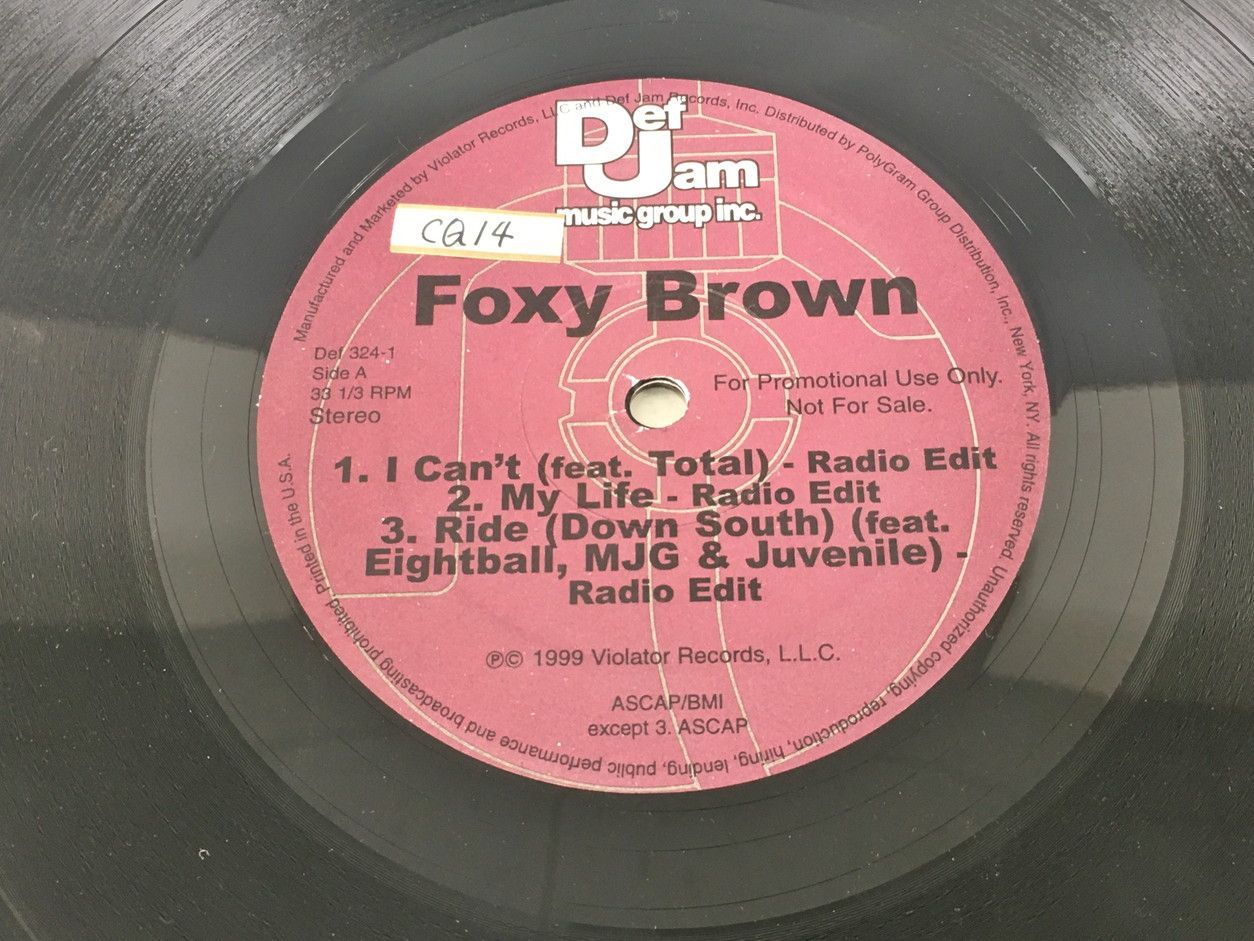 Def Jam
music group inc.
CQ14
Foxy Brown
Def 324-1
Side A
33 1/3 RPM
Stereo
For Promotional Use Only.
Not For Sale.
1. I Can't (feat. Total) - Radio Edit
2. My Life - Radio Edit
3. Ride (Down South) (feat.
Eightball, MJG & Juvenile) -
Radio Edit
℗© 1999 Violator Records, L.L.C.
ASCAP/BMI
except 3. ASCAP
Manufactured and Marketed by Violator Records, LLC and Def Jam Records, Inc. Distributed by PolyGram Group Distribution, Inc., New York, NY. All rights reserved. Unauthorized copying, reproduction, hiring, lending, public performance and broadcasting prohibited. Printed in the U.S.A.